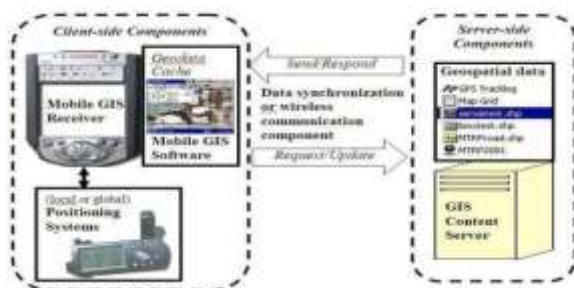 Client-side Components
Geodata
Cache
Mobile GIS
Receiver
Mobile GIS
Software
(local or global)
Positioning
Systems
Send/Respond
Data synchronization
or wireless
communication
component
Request/Update
Server-side
Components
Geospatial data
GPS Tracking
Map Grid
GIS
Content
Server